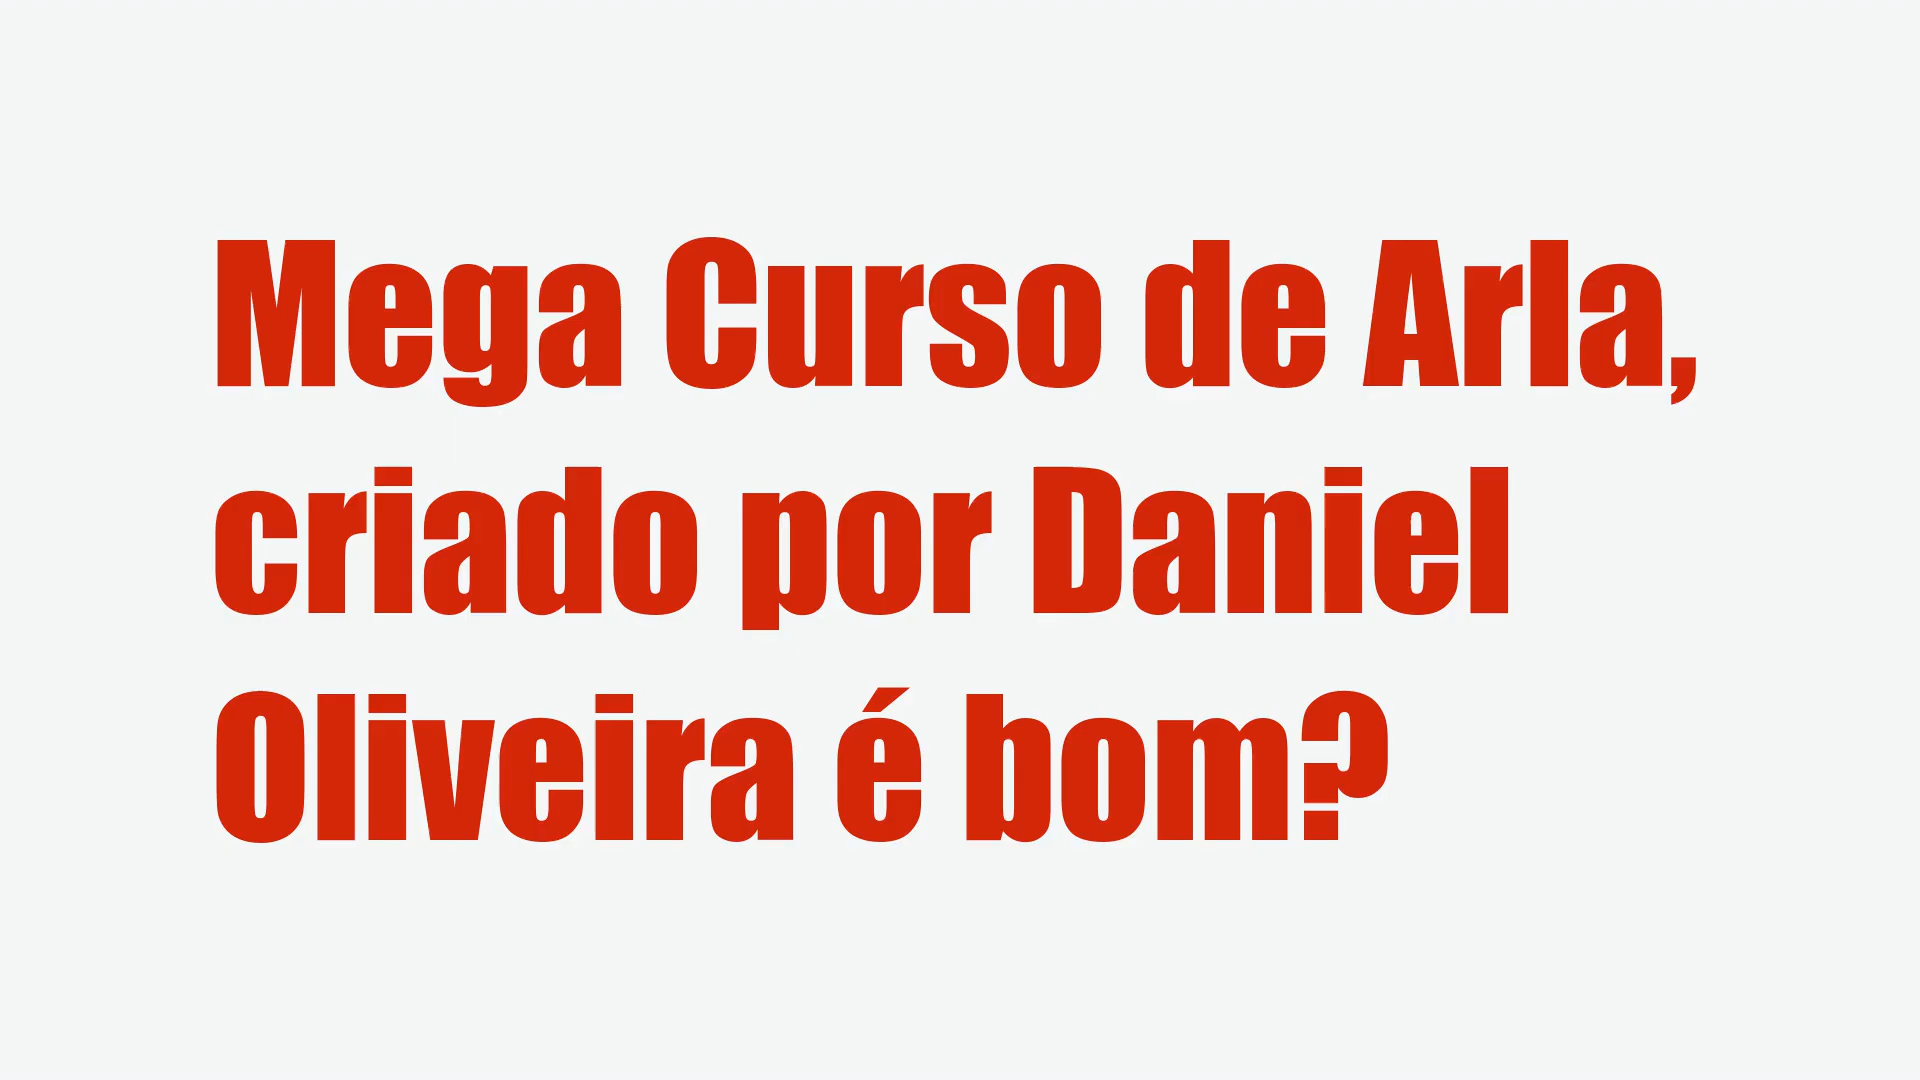 Mega Curso de Arla,
criado por Daniel
Oliveira é bom?